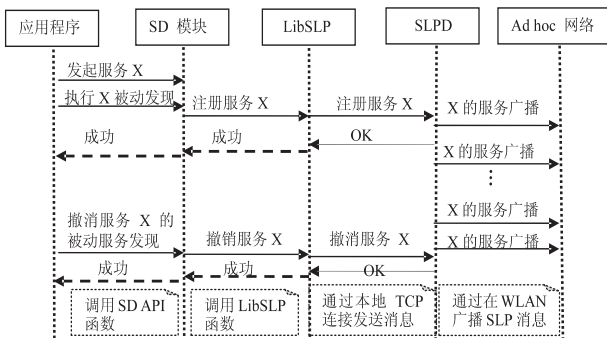 应用程序 SD 模块 LibSLP SLPD Ad hoc 网络
发起服务 X
执行 X 被动发现 注册服务 X 注册服务 X
X 的服务广播
成功 成功 OK
X 的服务广播
⋮
X 的服务广播
撤消服务 X 的
被动服务发现 撤销服务 X 撤消服务 X X 的服务广播
成功 成功 OK
调用 SD API
函数
调用 LibSLP
函数
通过本地 TCP
连接发送消息
通过在 WLAN
广播 SLP 消息